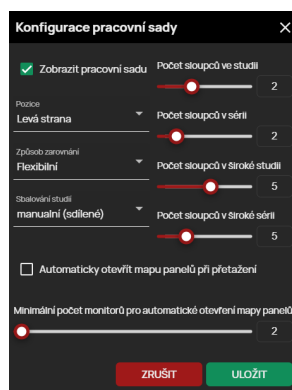 Konfigurace pracovní sady
Zobrazit pracovní sadu
Počet sloupců ve studii
2
Pozice
Levá strana
Počet sloupců v sérii
2
Způsob zarovnání
Flexibilní
Počet sloupců v široké studii
5
Sbalování studií
manualní (sdílené)
Počet sloupců v široké sérii
5
Automaticky otevřít mapu panelů při přetažení
Minimální počet monitorů pro automatické otevření mapy panelů
2
ZRUŠIT
ULOŽIT